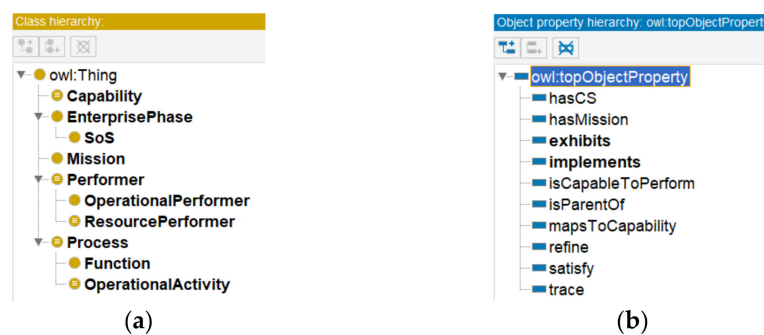 Class hierarchy:
owl:Thing
Capability
EnterprisePhase
SoS
Mission
Performer
OperationalPerformer
ResourcePerformer
Process
Function
OperationalActivity
(a)
Object property hierarchy: owl:topObjectProperty
owl:topObjectProperty
hasCS
hasMission
exhibits
implements
isCapableToPerform
isParentOf
mapsToCapability
refine
satisfy
trace
(b)